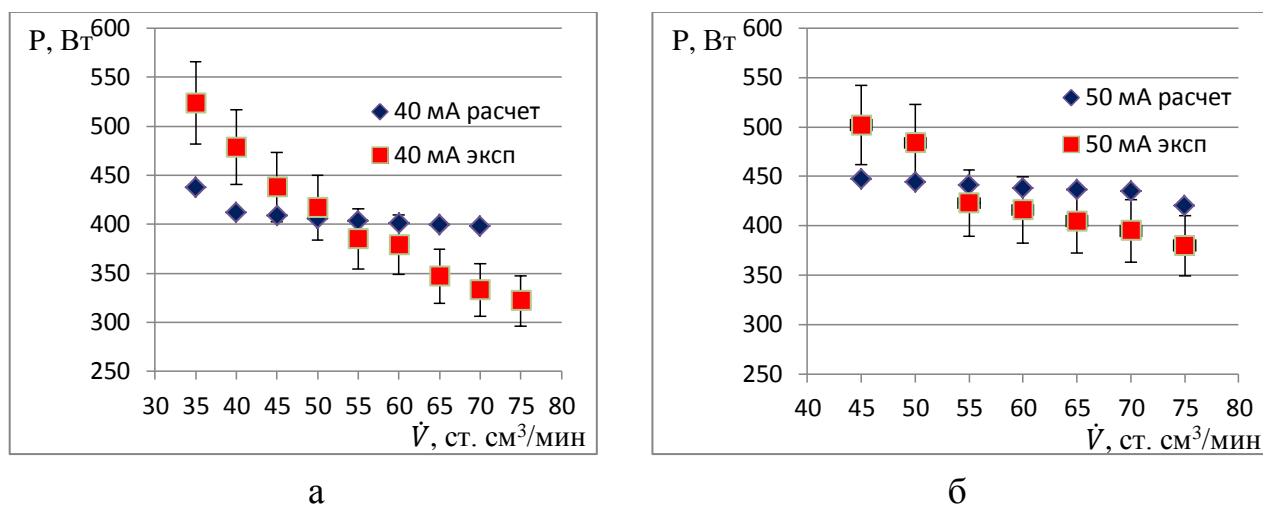 600
Р, Вт
550
500
450
400
350
300
250
40 мА расчет
40 мА эксп
30 35 40 45 50 55 60 65 70 75 80
V̇, ст. см³/мин
а
600
Р, Вт
550
500
450
400
350
300
250
50 мА расчет
50 мА эксп
40 45 50 55 60 65 70 75 80
V̇, ст. см³/мин
б